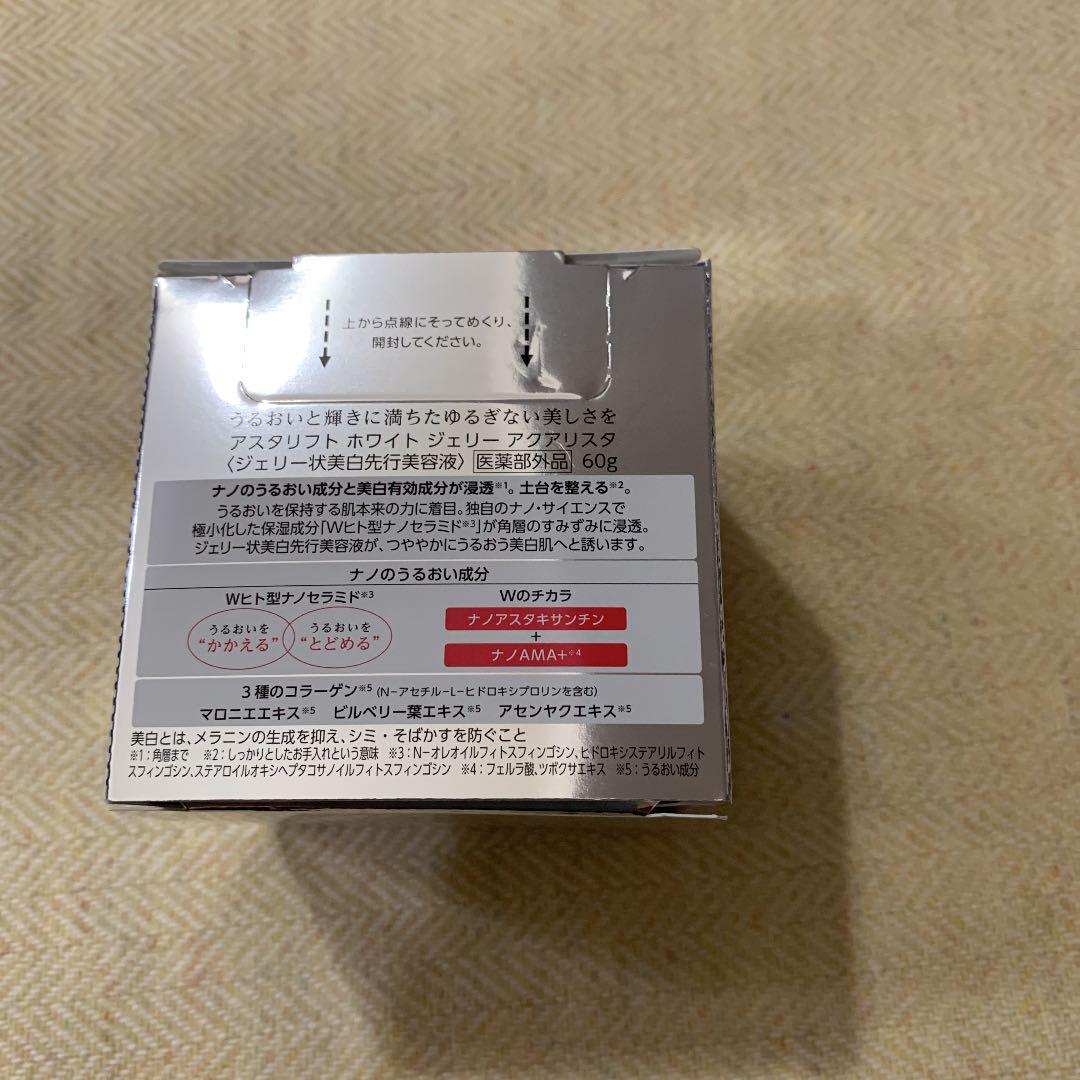 上から点線にそってめくり、
開封してください。
うるおいと輝きに満ちたゆるぎない美しさを
アスタリフト ホワイト ジェリー アクアリスタ
〈ジェリー状美白先行美容液〉 医薬部外品 60g
ナノのうるおい成分と美白有効成分が浸透※1。土台を整える※2。
うるおいを保持する肌本来の力に着目。独自のナノ・サイエンスで
極小化した保湿成分「Wヒト型ナノセラミド※3」が角層のすみずみに浸透。
ジェリー状美白先行美容液が、つややかにうるおう美白肌へと誘います。
ナノのうるおい成分
Wヒト型ナノセラミド※3
うるおいを
“かかえる”
うるおいを
“とどめる”
Wのチカラ
ナノアスタキサンチン
+
ナノAMA+※4
3種のコラーゲン※5 (N-アセチル-L-ヒドロキシプロリンを含む)
マロニエエキス※5 ビルベリー葉エキス※5 アセンヤクエキス※5
美白とは、メラニンの生成を抑え、シミ・そばかすを防ぐこと
※1:角層まで ※2:しっかりとしたお手入れという意味 ※3:N-オレオイルフィトスフィンゴシン、ヒドロキシステアリルフィト
スフィンゴシン、ステアロイルオキシヘプタコサノイルフィトスフィンゴシン ※4:フェルラ酸、ツボクサエキス ※5:うるおい成分